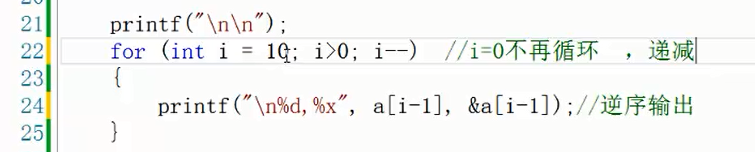 21 printf("\n\n");
22 for (int i = 10; i>0; i--) //i=0不再循环 ，递减
23 {
24 printf("\n%d,%x", a[i-1], &a[i-1]);//逆序输出
25 }